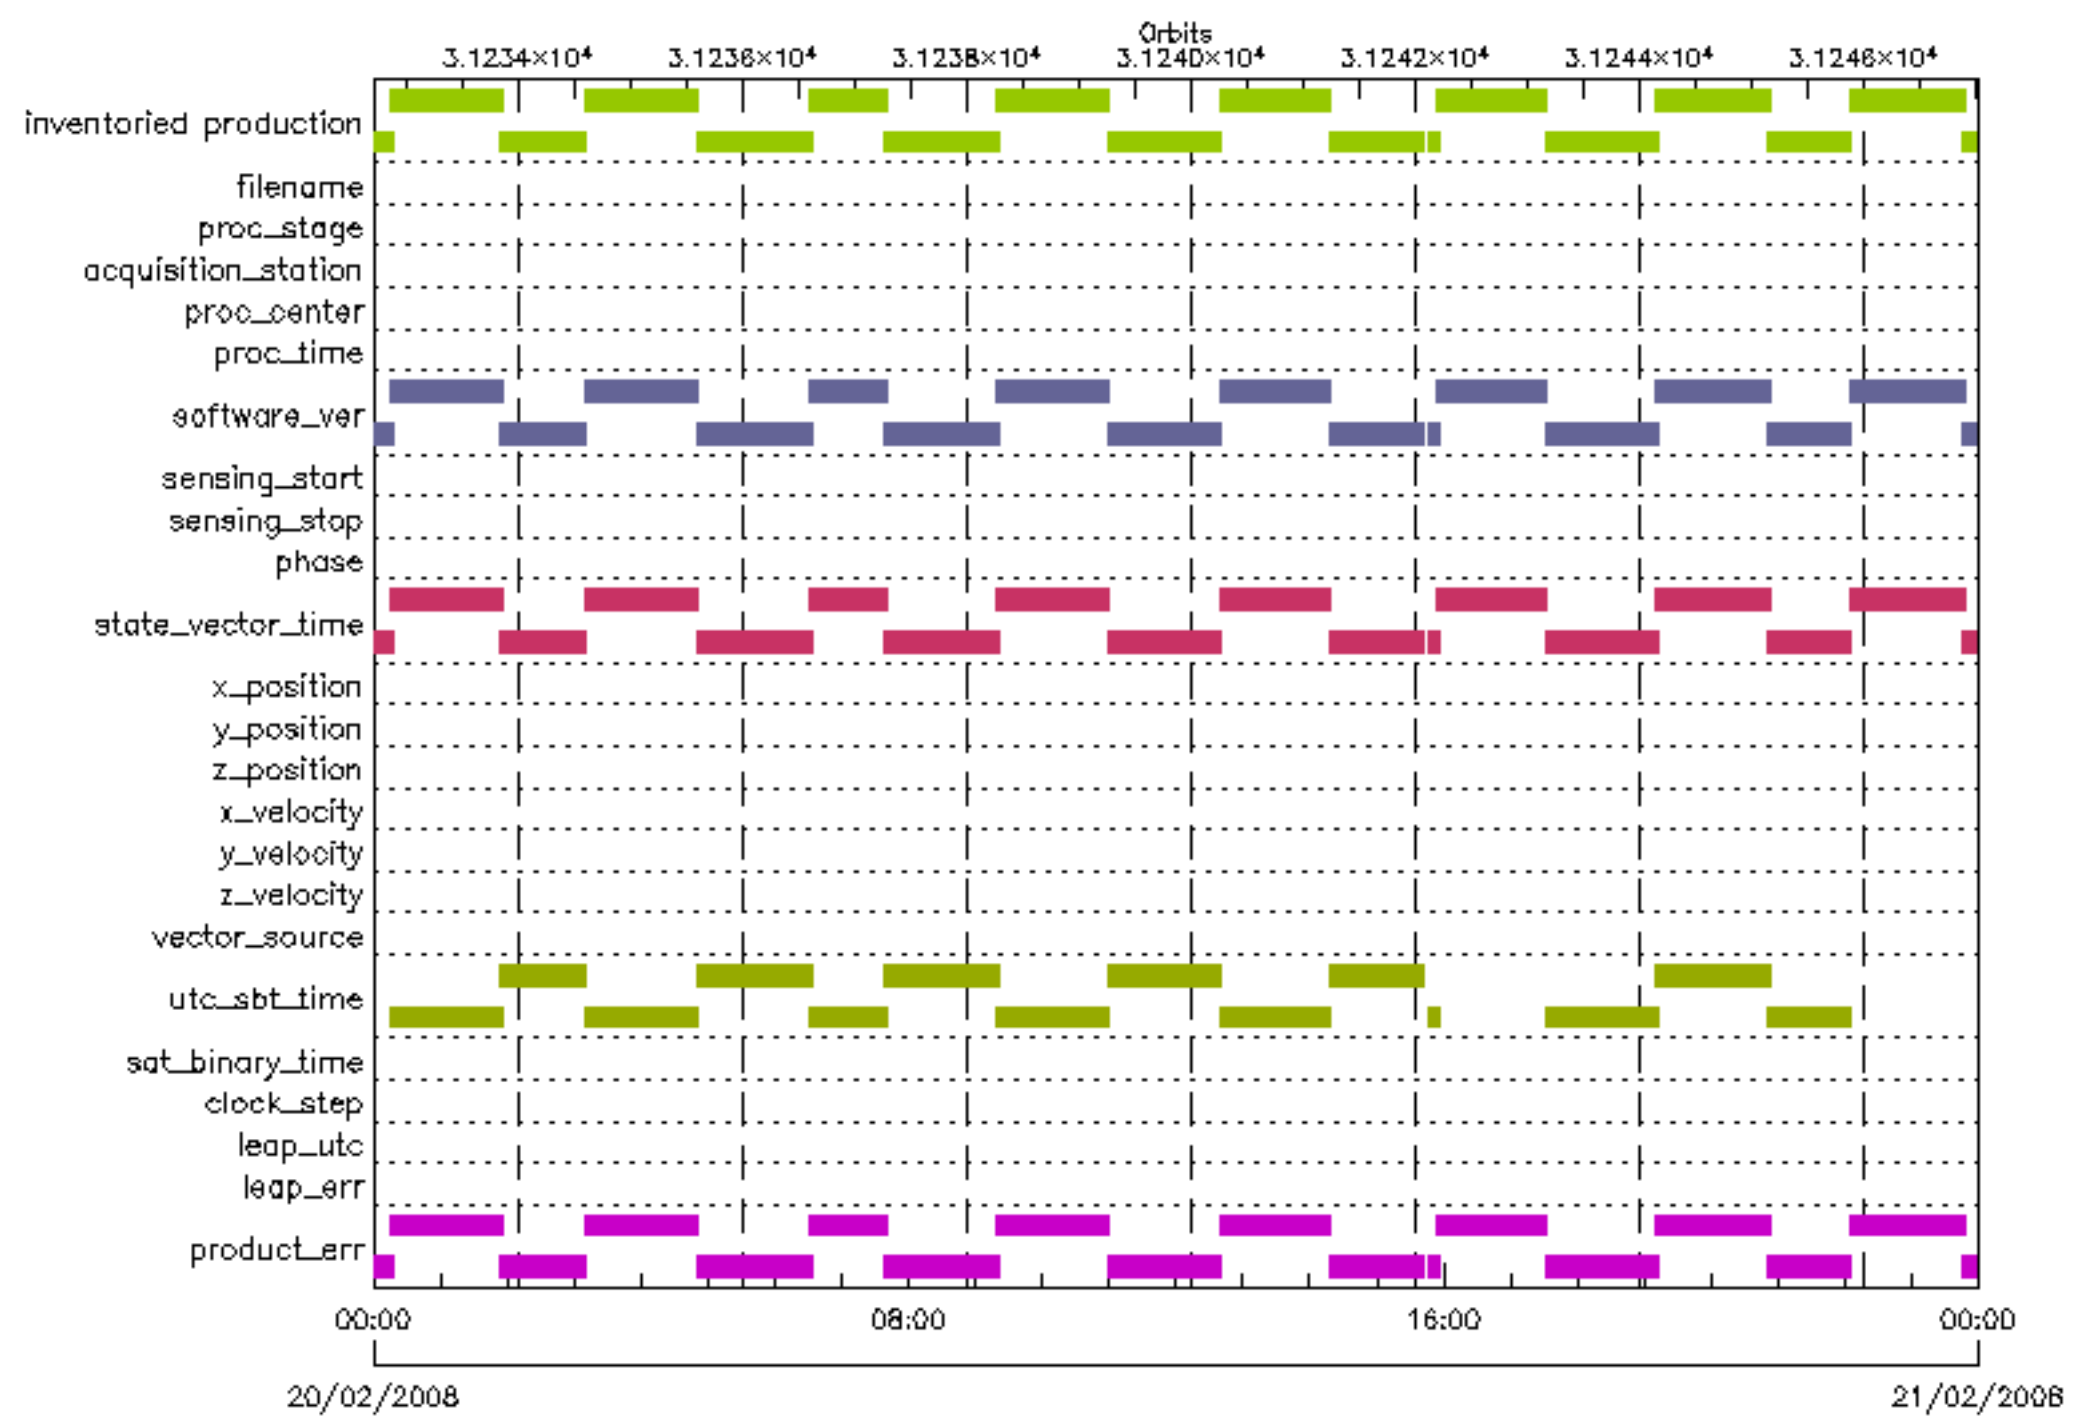 Orbits
3.1234×10⁴ 3.1236×10⁴ 3.1238×10⁴ 3.1240×10⁴ 3.1242×10⁴ 3.1244×10⁴ 3.1246×10⁴
inventoried production
filename
proc_stage
acquisition_station
proc_center
proc_time
software_ver
sensing_start
sensing_stop
phase
state_vector_time
x_position
y_position
z_position
x_velocity
y_velocity
z_velocity
vector_source
utc_sbt_time
sat_binary_time
clock_step
leap_utc
leap_err
product_err
00:00 08:00 16:00 00:00
20/02/2008 21/02/2008